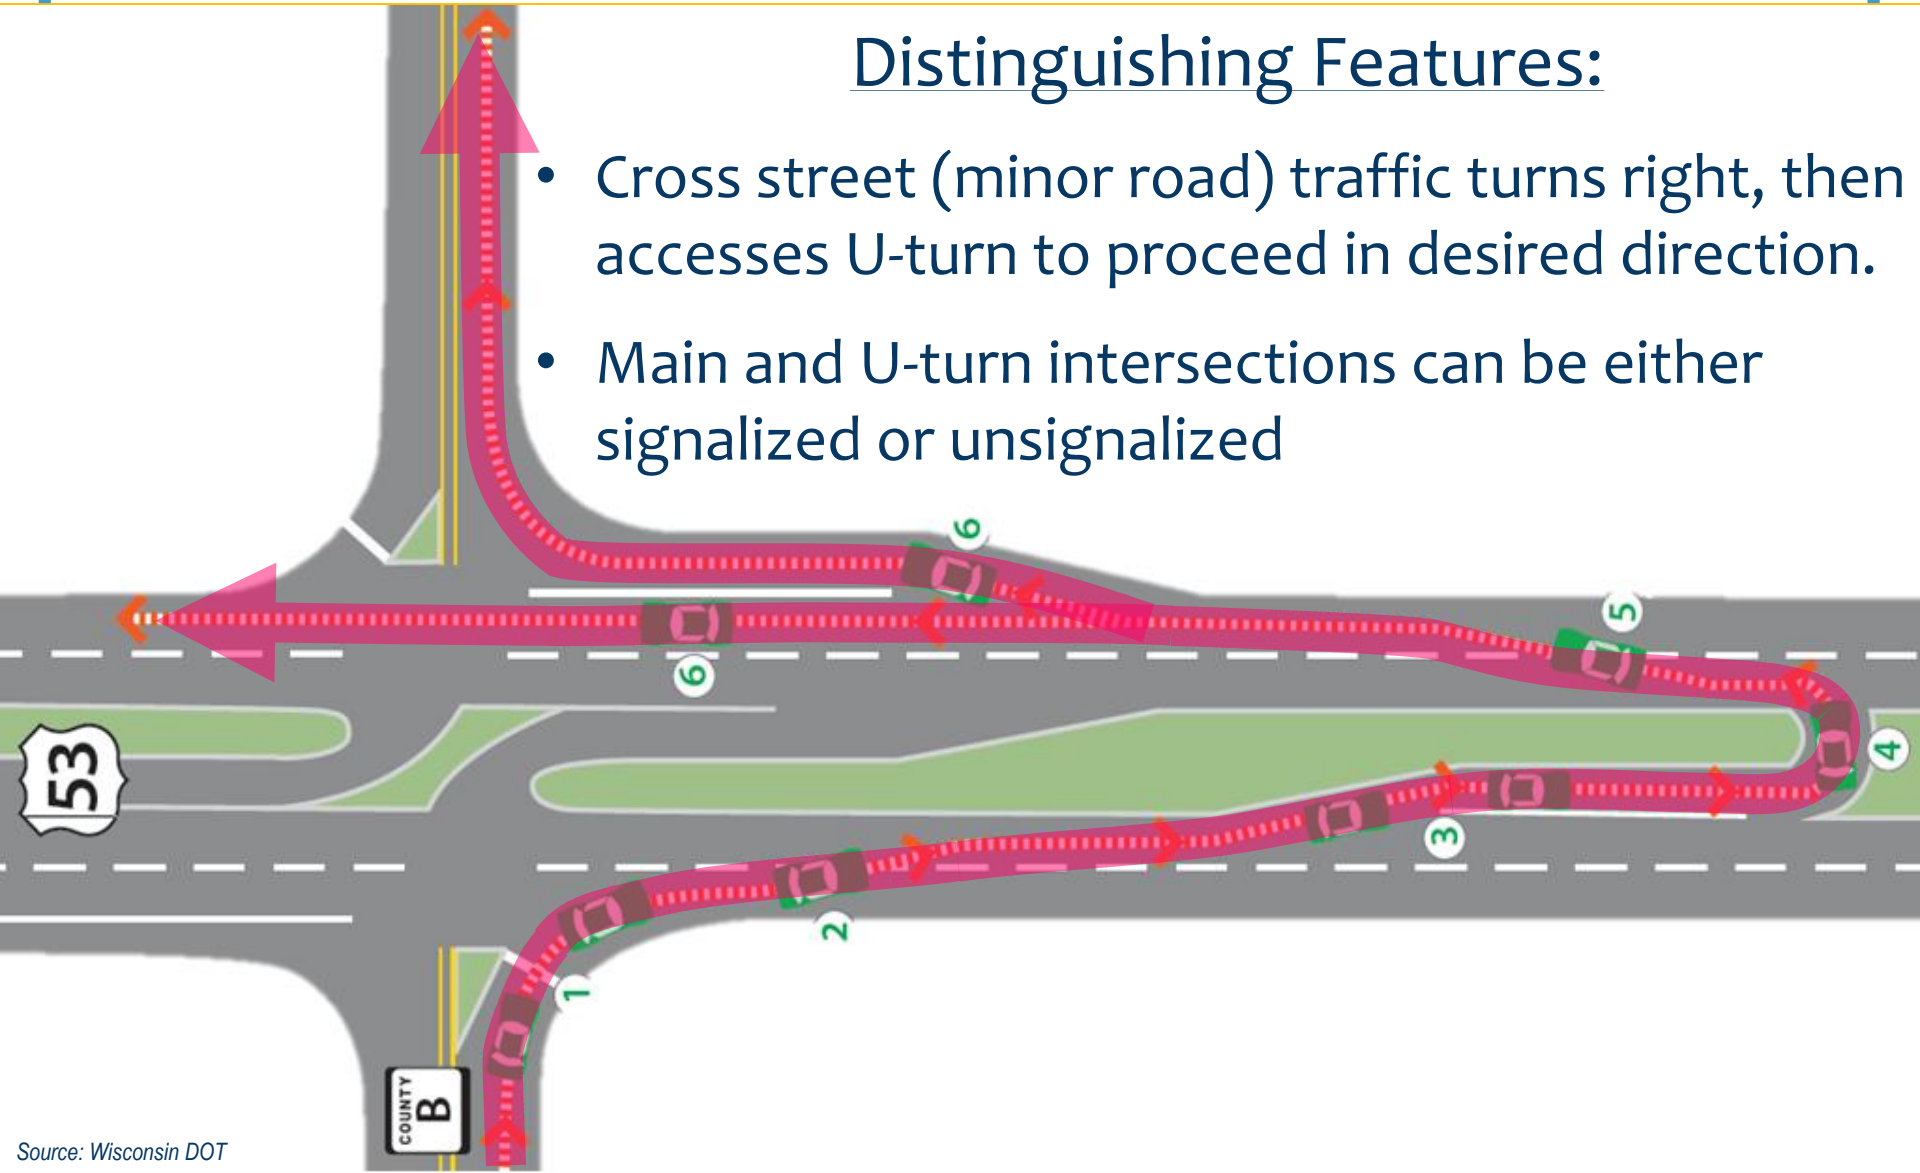 Distinguishing Features:
• Cross street (minor road) traffic turns right, then
accesses U-turn to proceed in desired direction.
• Main and U-turn intersections can be either
signalized or unsignalized
6
5
6
4
53
3
2
1
COUNTY
B
Source: Wisconsin DOT